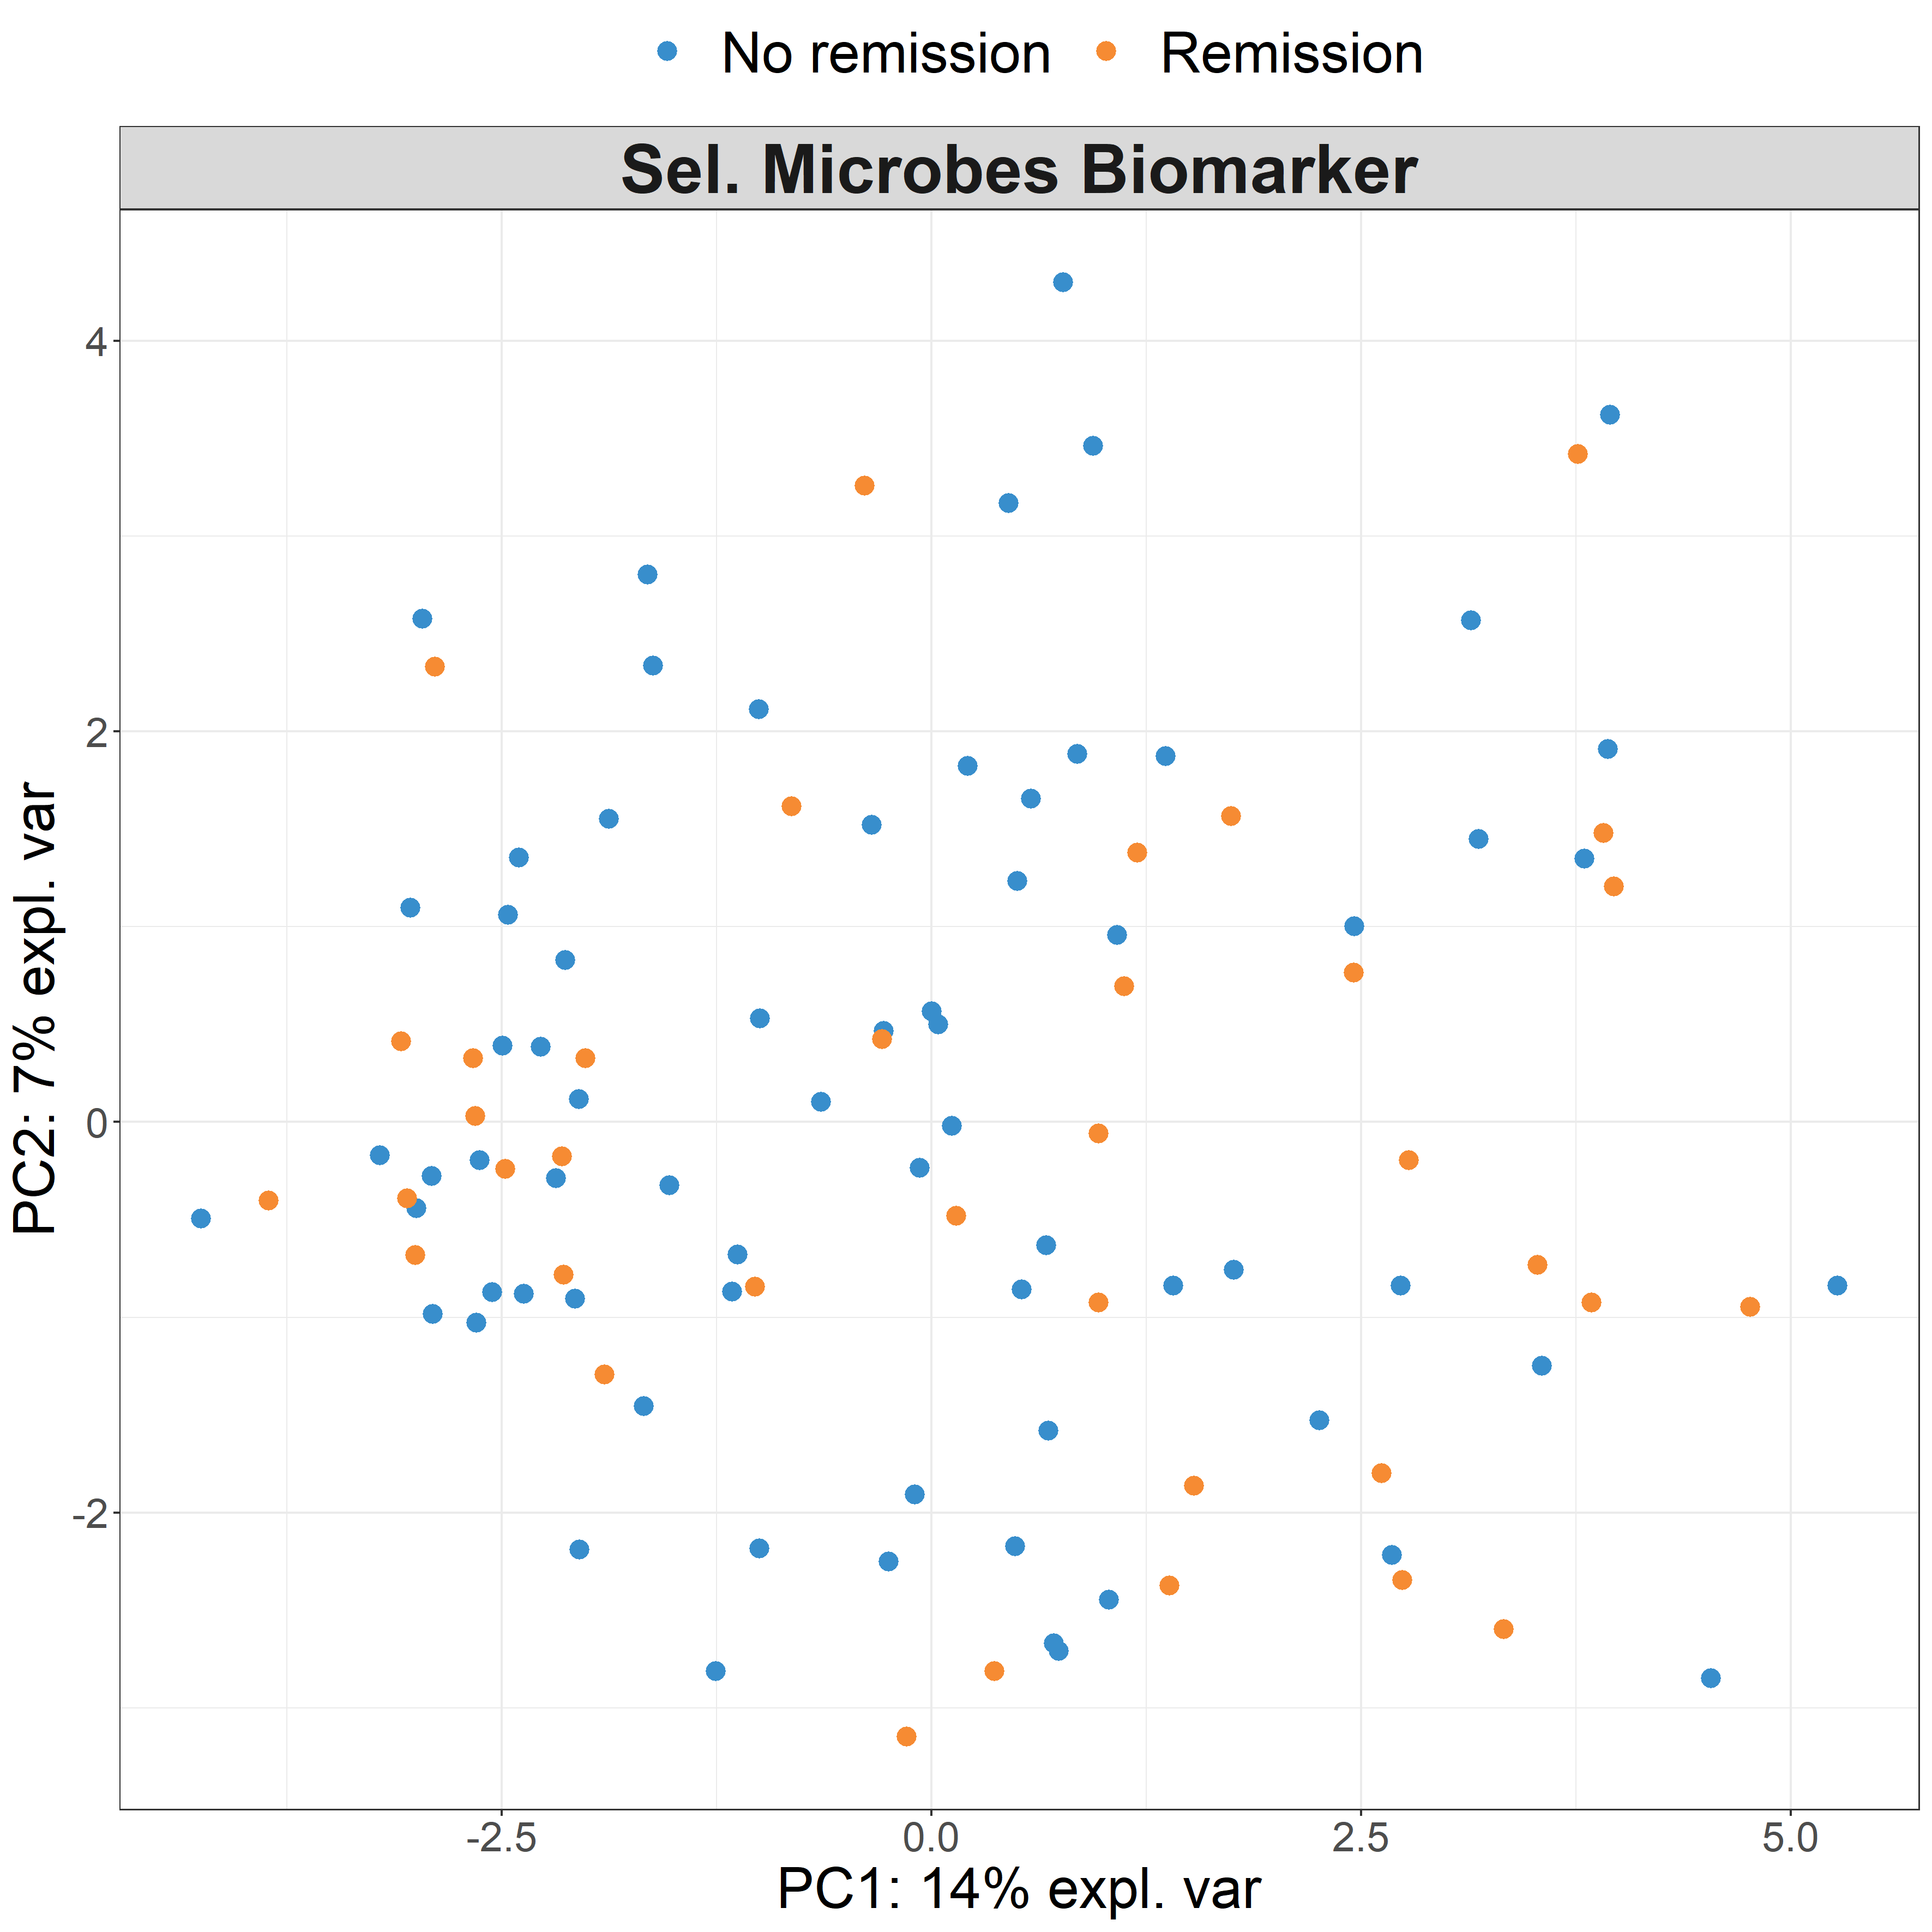 No remission Remission
Sel. Microbes Biomarker
4
2
0
-2
PC2: 7% expl. var
-2.5 0.0 2.5 5.0
PC1: 14% expl. var